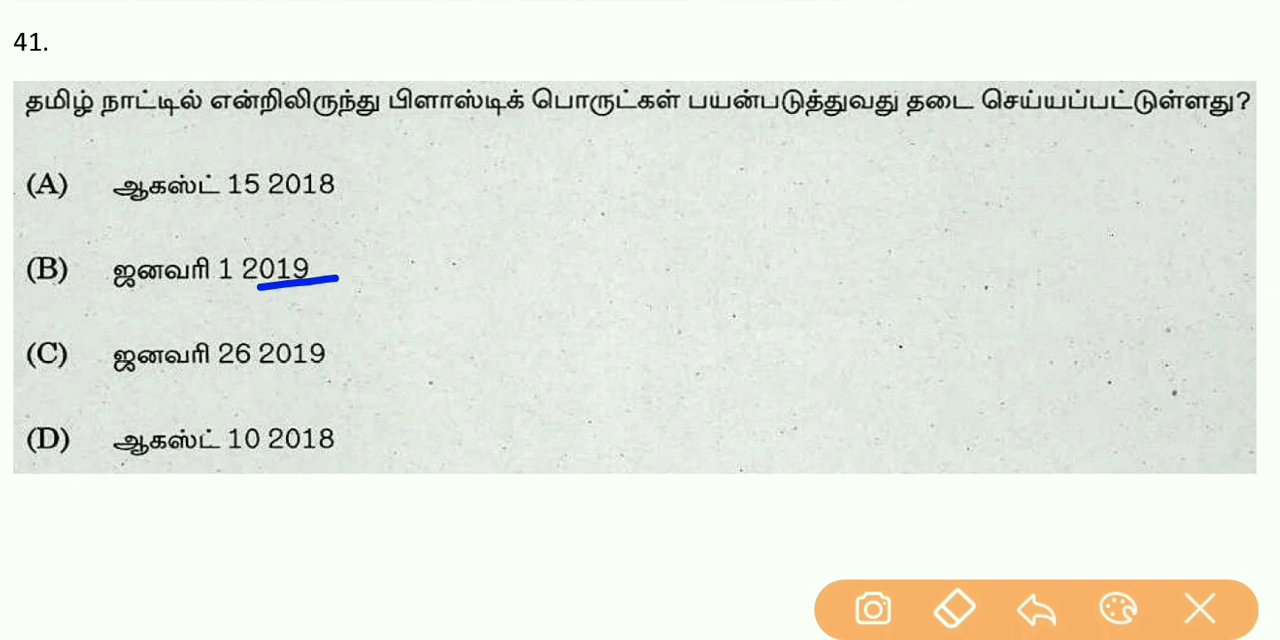 41.
தமிழ் நாட்டில் என்றிலிருந்து பிளாஸ்டிக் பொருட்கள் பயன்படுத்துவது தடை செய்யப்பட்டுள்ளது?
(A) ஆகஸ்ட் 15 2018
(B) ஜனவரி 1 2019
(C) ஜனவரி 26 2019
(D) ஆகஸ்ட் 10 2018